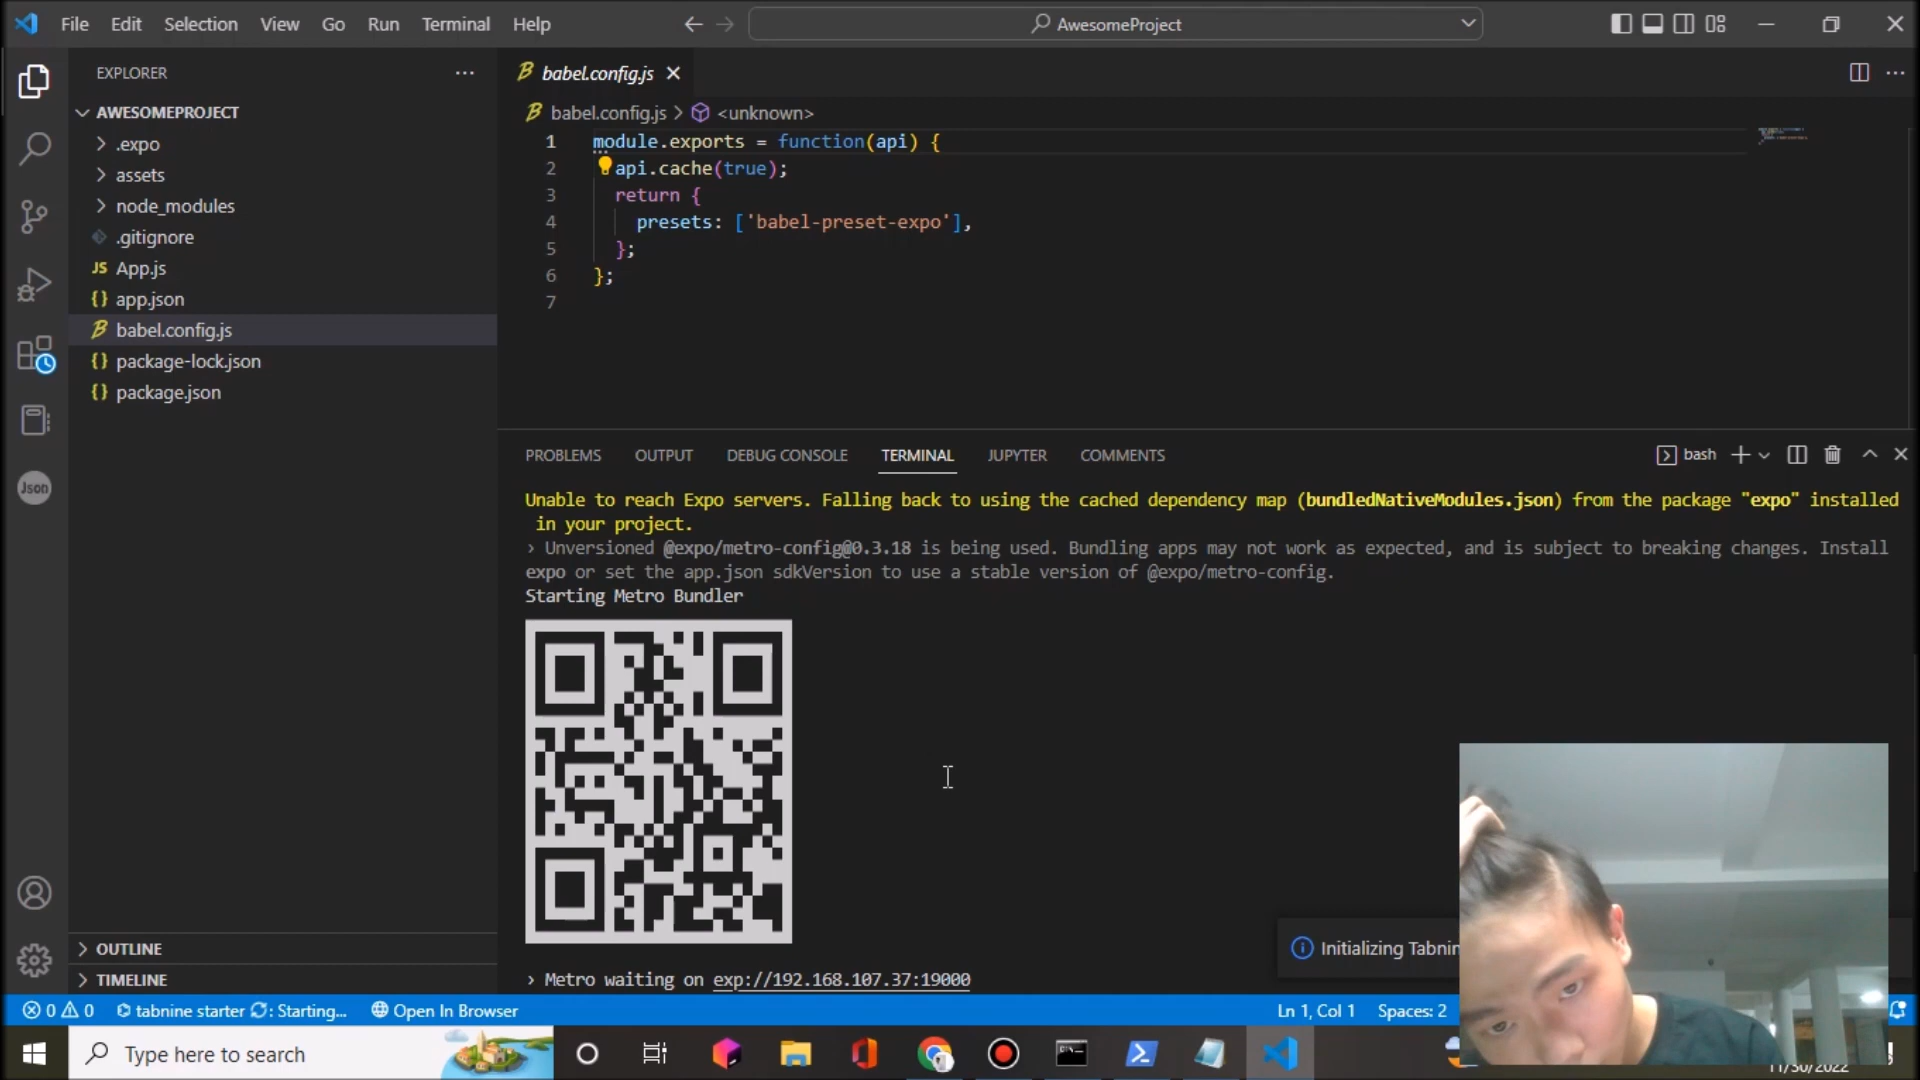 File Edit Selection View Go Run Terminal Help
AwesomeProject
EXPLORER
babel.config.js
AWESOMEPROJECT
.expo
assets
node_modules
.gitignore
JS App.js
{} app.json
babel.config.js
{} package-lock.json
{} package.json
OUTLINE
TIMELINE
babel.config.js > <unknown>
1 module.exports = function(api) {
2 api.cache(true);
3 return {
4 presets: ['babel-preset-expo'],
5 };
6 };
7
PROBLEMS OUTPUT DEBUG CONSOLE TERMINAL JUPYTER COMMENTS
bash
Unable to reach Expo servers. Falling back to using the cached dependency map (bundledNativeModules.json) from the package "expo" installed
in your project.
› Unversioned @expo/metro-config@0.3.18 is being used. Bundling apps may not work as expected, and is subject to breaking changes. Install
expo or set the app.json sdkVersion to use a stable version of @expo/metro-config.
Starting Metro Bundler
› Metro waiting on exp://192.168.107.37:19000
Json
Initializing
0 0 tabnine starter : Starting... Open In Browser
Ln 1, Col 1 Spaces: 2
Type here to search
11/30/2022